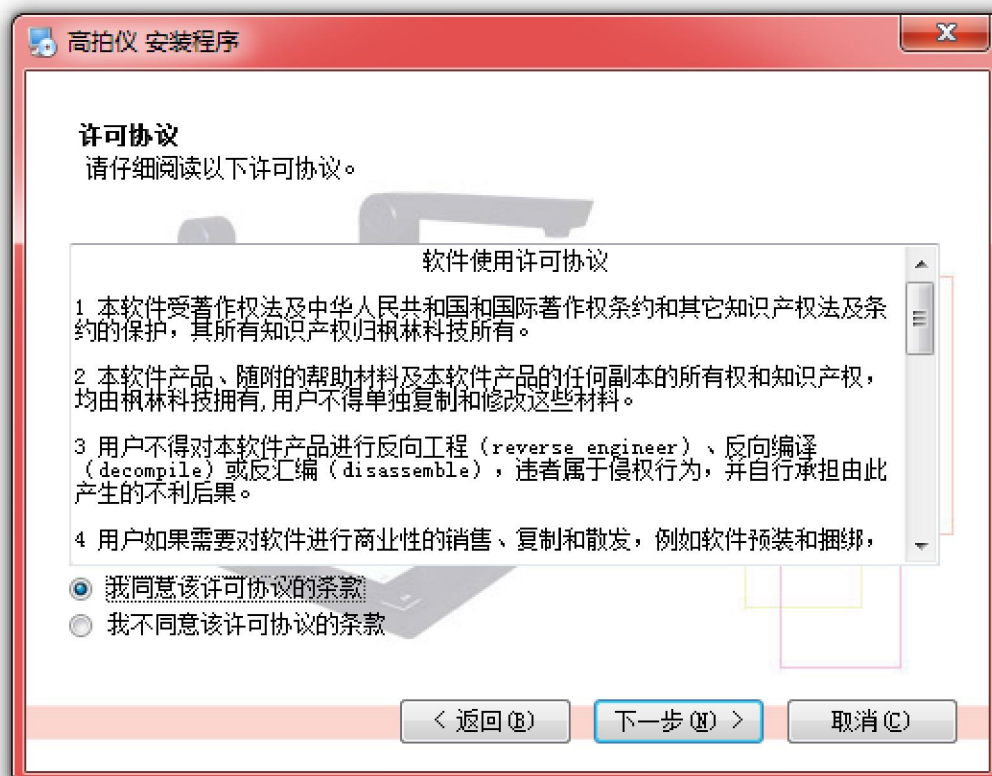 高拍仪 安装程序
许可协议
请仔细阅读以下许可协议。
软件使用许可协议
1 本软件受著作权法及中华人民共和国和国际著作权条约和其它知识产权法及条
约的保护，其所有知识产权归枫林科技所有。
2 本软件产品、随附的帮助材料及本软件产品的任何副本的所有权和知识产权，
均由枫林科技拥有,用户不得单独复制和修改这些材料。
3 用户不得对本软件产品进行反向工程（reverse engineer）、反向编译
（decompile）或反汇编（disassemble），违者属于侵权行为，并自行承担由此
产生的不利后果。
4 用户如果需要对软件进行商业性的销售、复制和散发，例如软件预装和捆绑，
我同意该许可协议的条款
我不同意该许可协议的条款
< 返回(B) 下一步(N) > 取消(C)